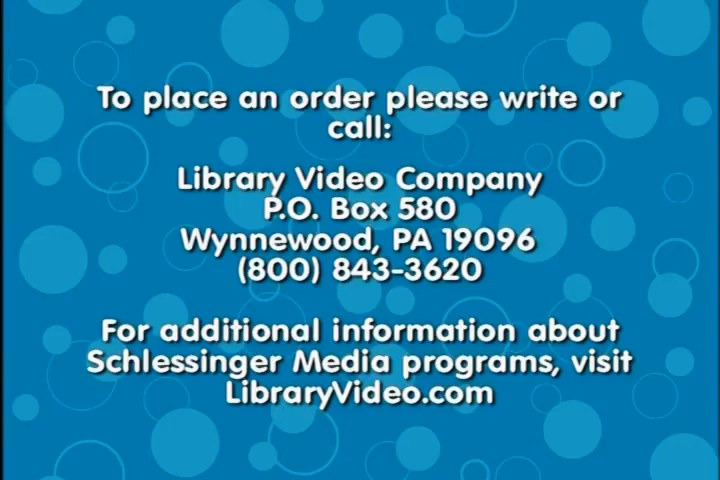 To place an order please write or
call:
Library Video Company
P.O. Box 580
Wynnewood, PA 19096
(800) 843-3620
For additional information about
Schlessinger Media programs, visit
LibraryVideo.com